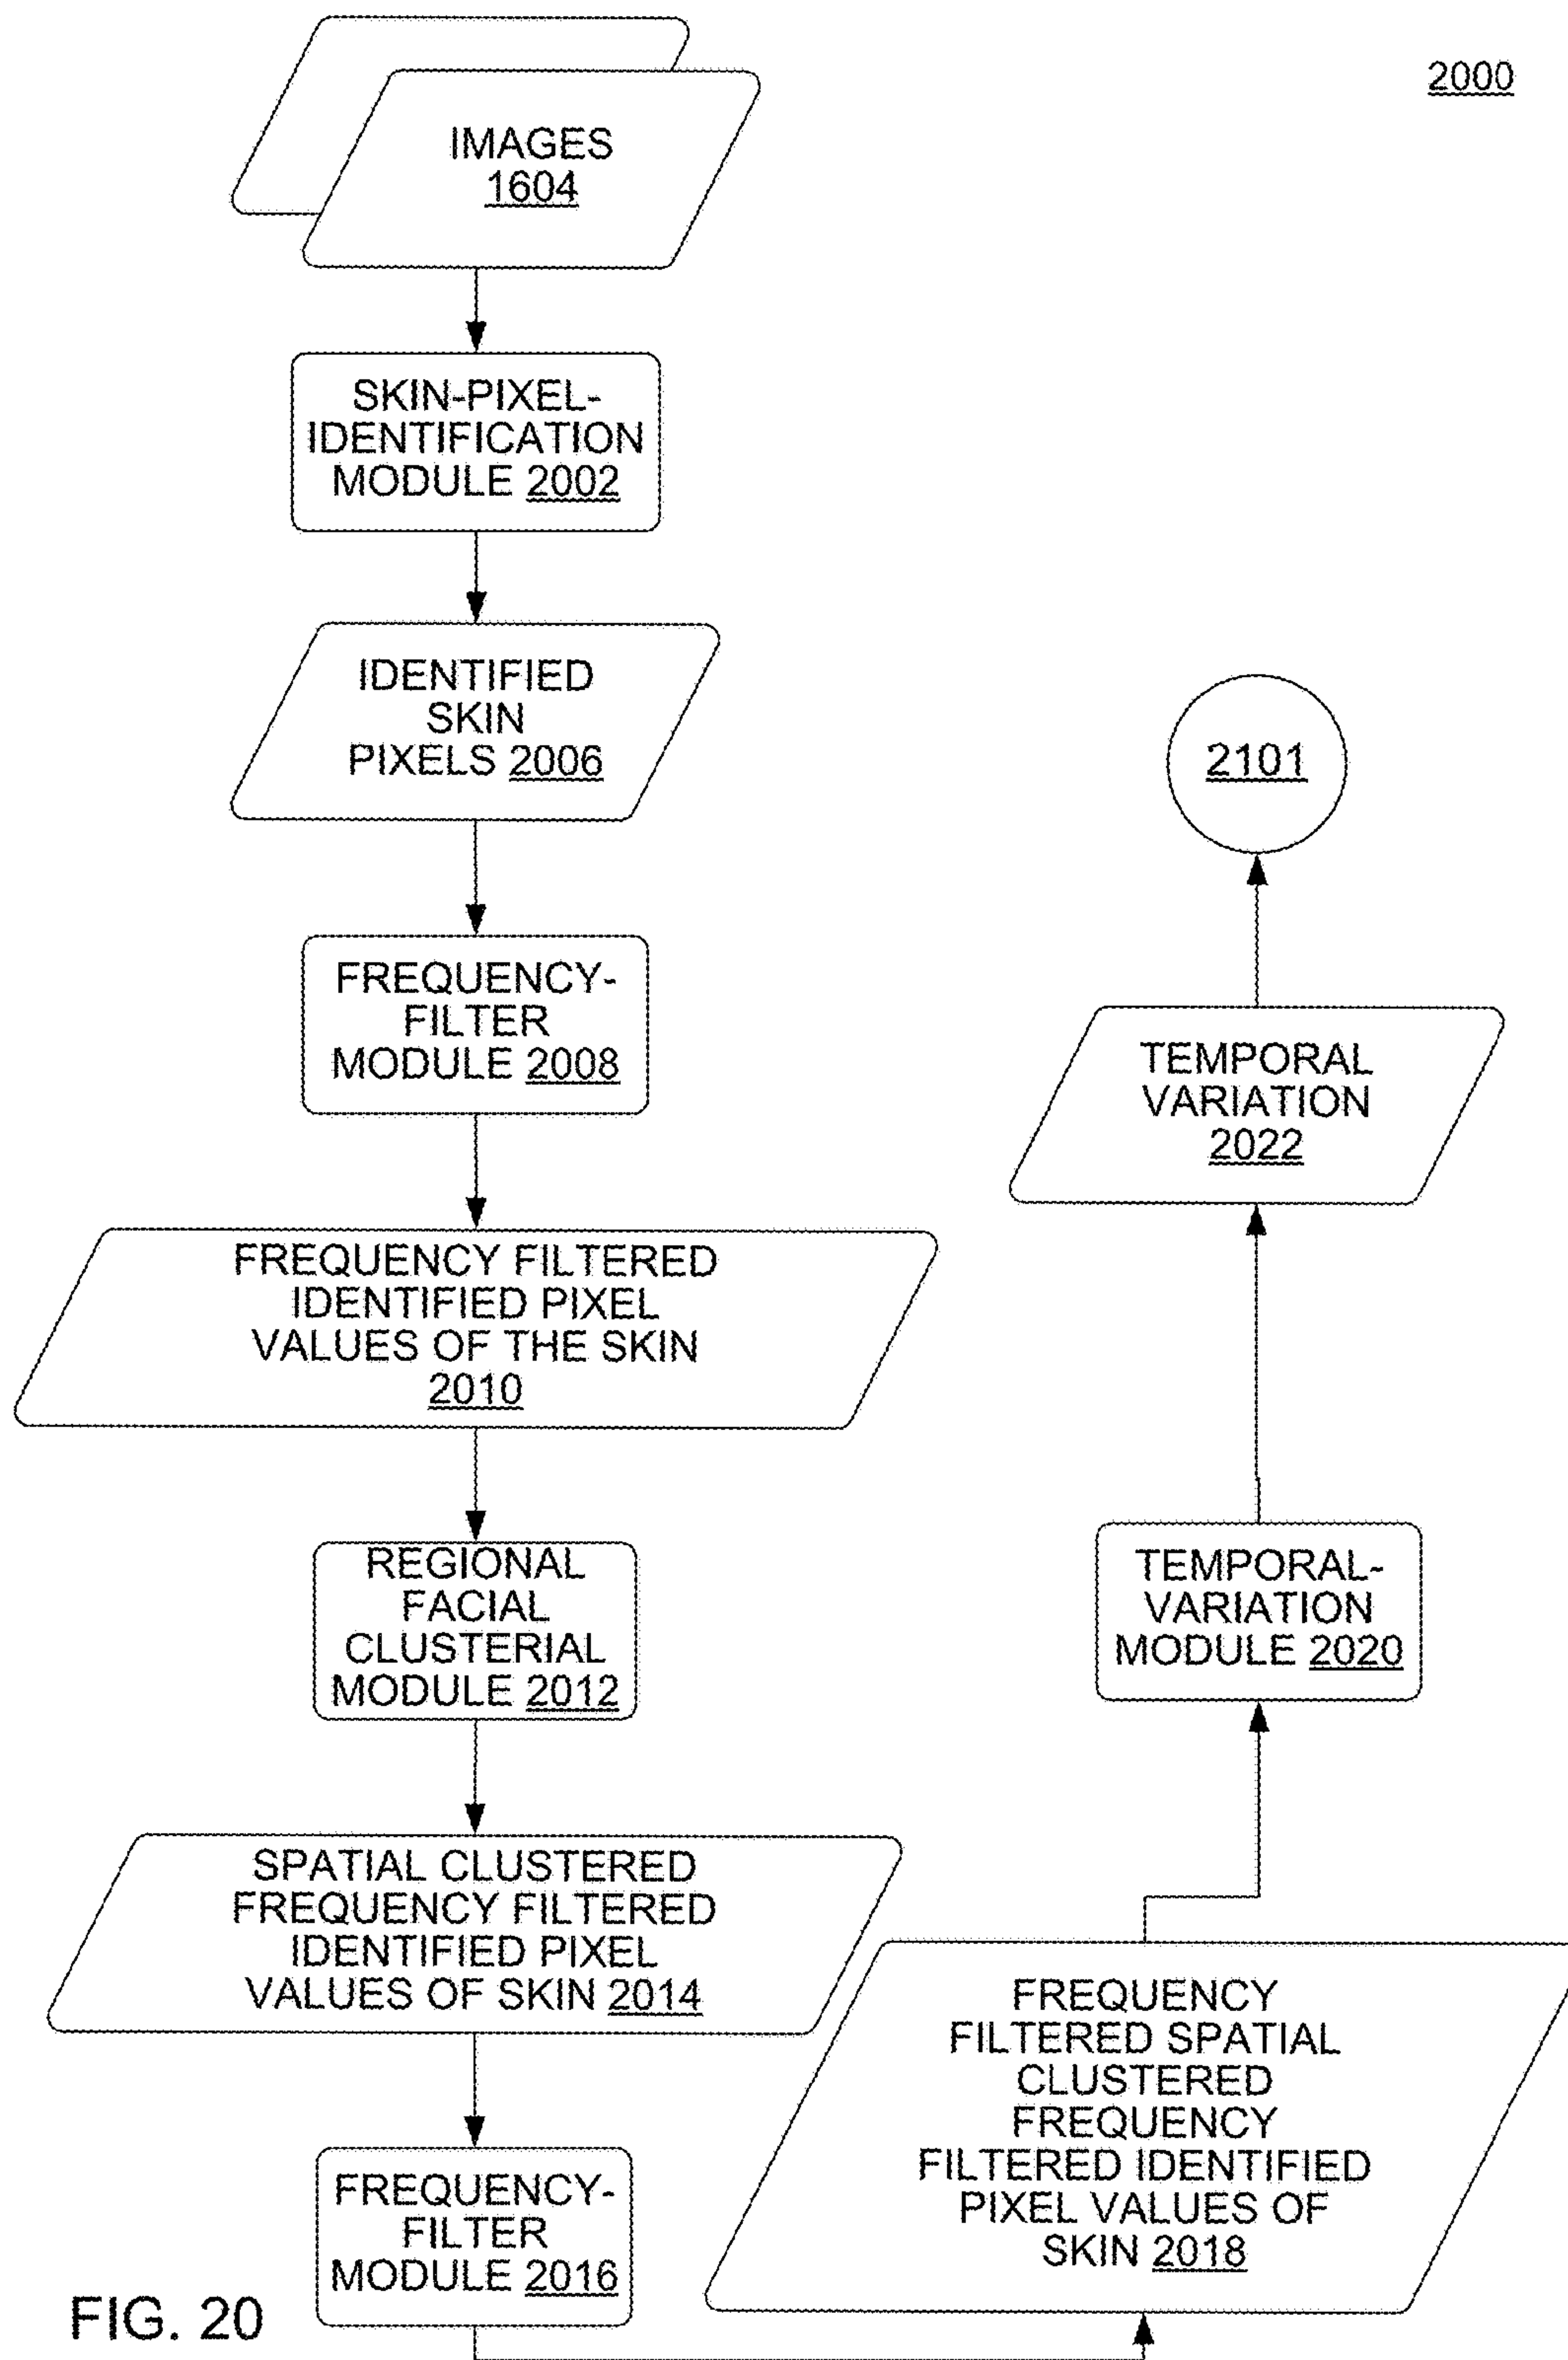 2000
IMAGES
1604
SKIN-PIXEL-
IDENTIFICATION
MODULE 2002
IDENTIFIED
SKIN
PIXELS 2006
FREQUENCY-
FILTER
MODULE 2008
FREQUENCY FILTERED
IDENTIFIED PIXEL
VALUES OF THE SKIN
2010
REGIONAL
FACIAL
CLUSTERIAL
MODULE 2012
SPATIAL CLUSTERED
FREQUENCY FILTERED
IDENTIFIED PIXEL
VALUES OF SKIN 2014
FREQUENCY-
FILTER
MODULE 2016
FREQUENCY
FILTERED SPATIAL
CLUSTERED
FREQUENCY
FILTERED IDENTIFIED
PIXEL VALUES OF
SKIN 2018
TEMPORAL-
VARIATION
MODULE 2020
TEMPORAL
VARIATION
2022
2101
FIG. 20